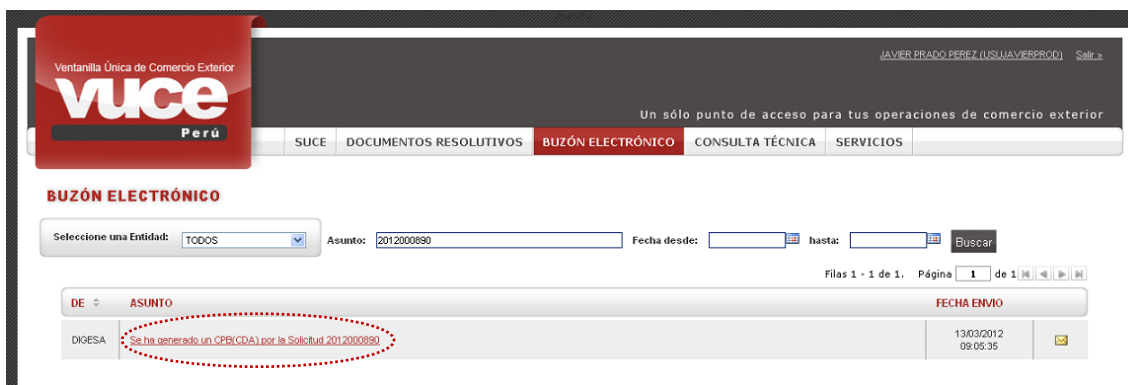 JAVIER PRADO PEREZ (USUJAVIERPROD) Salir »
Ventanilla Única de Comercio Exterior
vuce
Perú
Un sólo punto de acceso para tus operaciones de comercio exterior
SUCE DOCUMENTOS RESOLUTIVOS BUZÓN ELECTRÓNICO CONSULTA TÉCNICA SERVICIOS
BUZÓN ELECTRÓNICO
Seleccione una Entidad: TODOS Asunto: 2012000890 Fecha desde: hasta: Buscar
Filas 1 - 1 de 1. Página 1 de 1
DE ASUNTO FECHA ENVIO
DIGESA Se ha generado un CPB(CDA) por la Solicitud 2012000890 13/03/2012
09:05:35